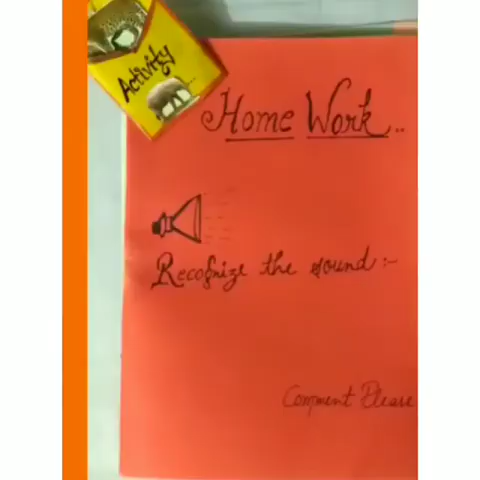 Activity
Home Work..
Recognize the sound:-
Comment Please